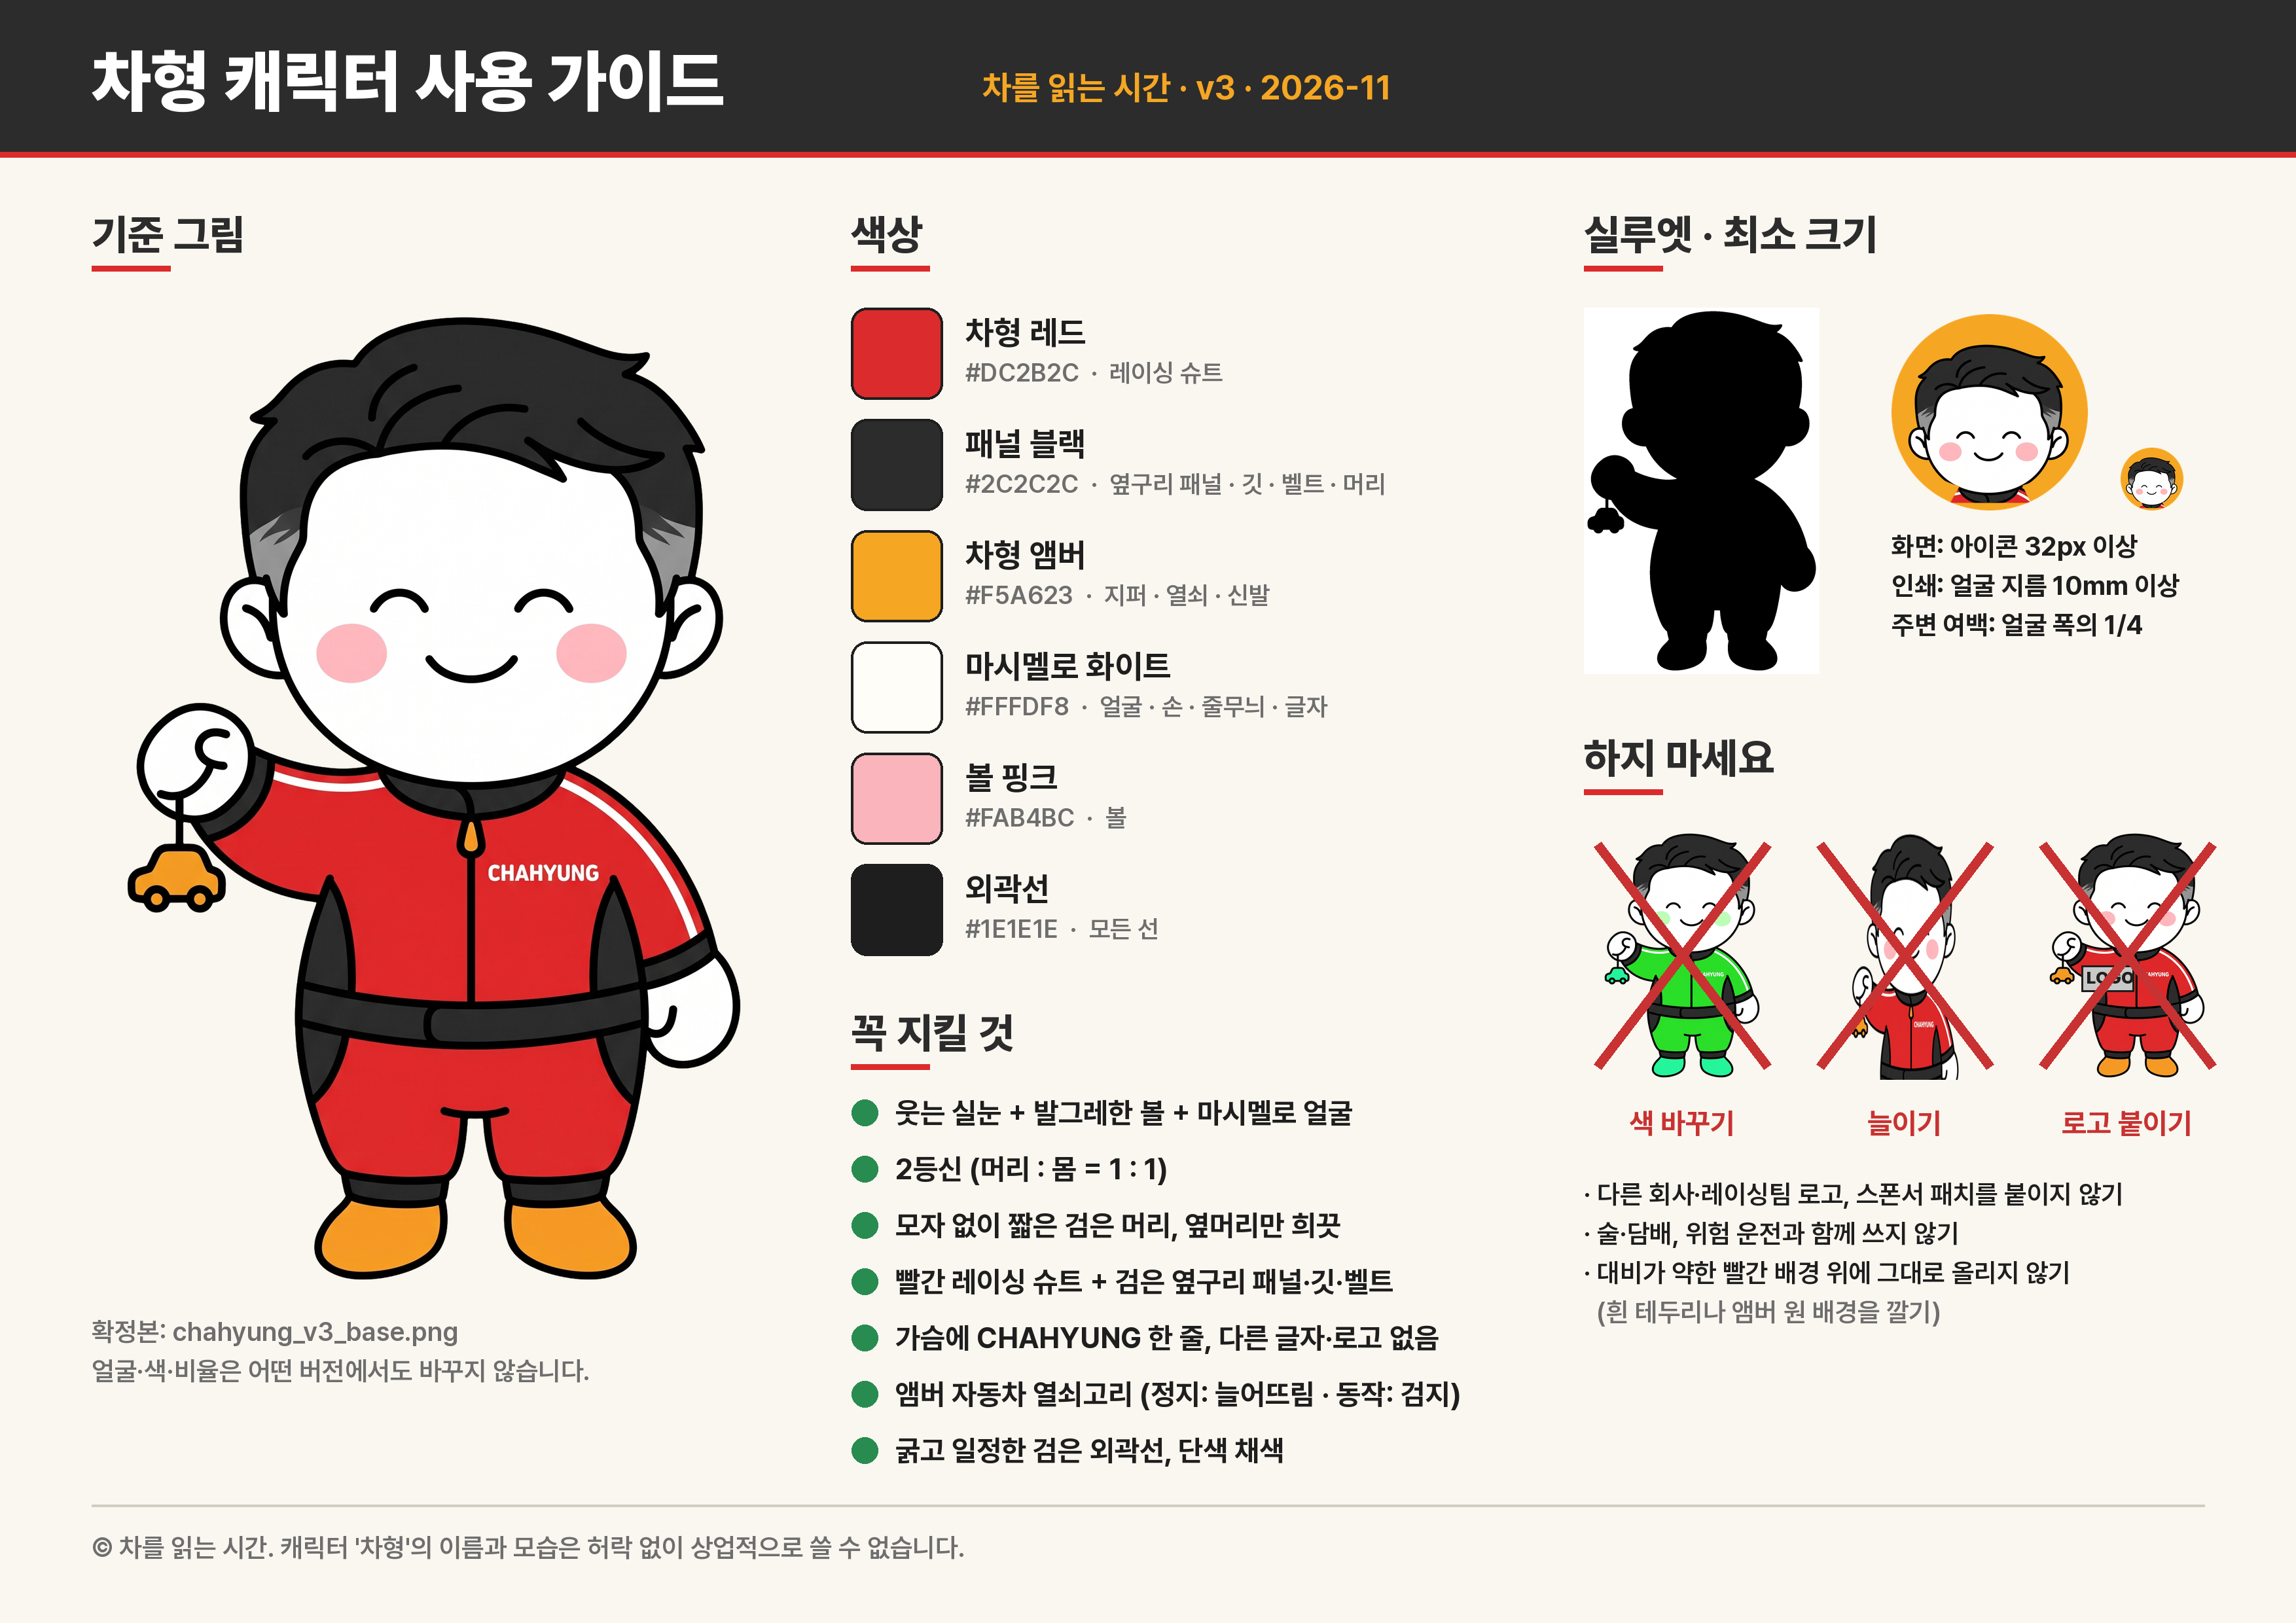 차형 캐릭터 사용 가이드
차를 읽는 시간 · v3 · 2026-11
기준 그림
CHAHYUNG
확정본: chahyung_v3_base.png
얼굴·색·비율은 어떤 버전에서도 바꾸지 않습니다.
색상
차형 레드
#DC2B2C · 레이싱 슈트
패널 블랙
#2C2C2C · 옆구리 패널 · 깃 · 벨트 · 머리
차형 앰버
#F5A623 · 지퍼 · 열쇠 · 신발
마시멜로 화이트
#FFFDF8 · 얼굴 · 손 · 줄무늬 · 글자
볼 핑크
#FAB4BC · 볼
외곽선
#1E1E1E · 모든 선
꼭 지킬 것
웃는 실눈 + 발그레한 볼 + 마시멜로 얼굴
2등신 (머리 : 몸 = 1 : 1)
모자 없이 짧은 검은 머리, 옆머리만 희끗
빨간 레이싱 슈트 + 검은 옆구리 패널·깃·벨트
가슴에 CHAHYUNG 한 줄, 다른 글자·로고 없음
앰버 자동차 열쇠고리 (정지: 늘어뜨림 · 동작: 검지)
굵고 일정한 검은 외곽선, 단색 채색
실루엣 · 최소 크기
화면: 아이콘 32px 이상
인쇄: 얼굴 지름 10mm 이상
주변 여백: 얼굴 폭의 1/4
하지 마세요
CHAHYUNG
LOGO
색 바꾸기
늘이기
로고 붙이기
· 다른 회사·레이싱팀 로고, 스폰서 패치를 붙이지 않기
· 술·담배, 위험 운전과 함께 쓰지 않기
· 대비가 약한 빨간 배경 위에 그대로 올리지 않기
(흰 테두리나 앰버 원 배경을 깔기)
© 차를 읽는 시간. 캐릭터 '차형'의 이름과 모습은 허락 없이 상업적으로 쓸 수 없습니다.